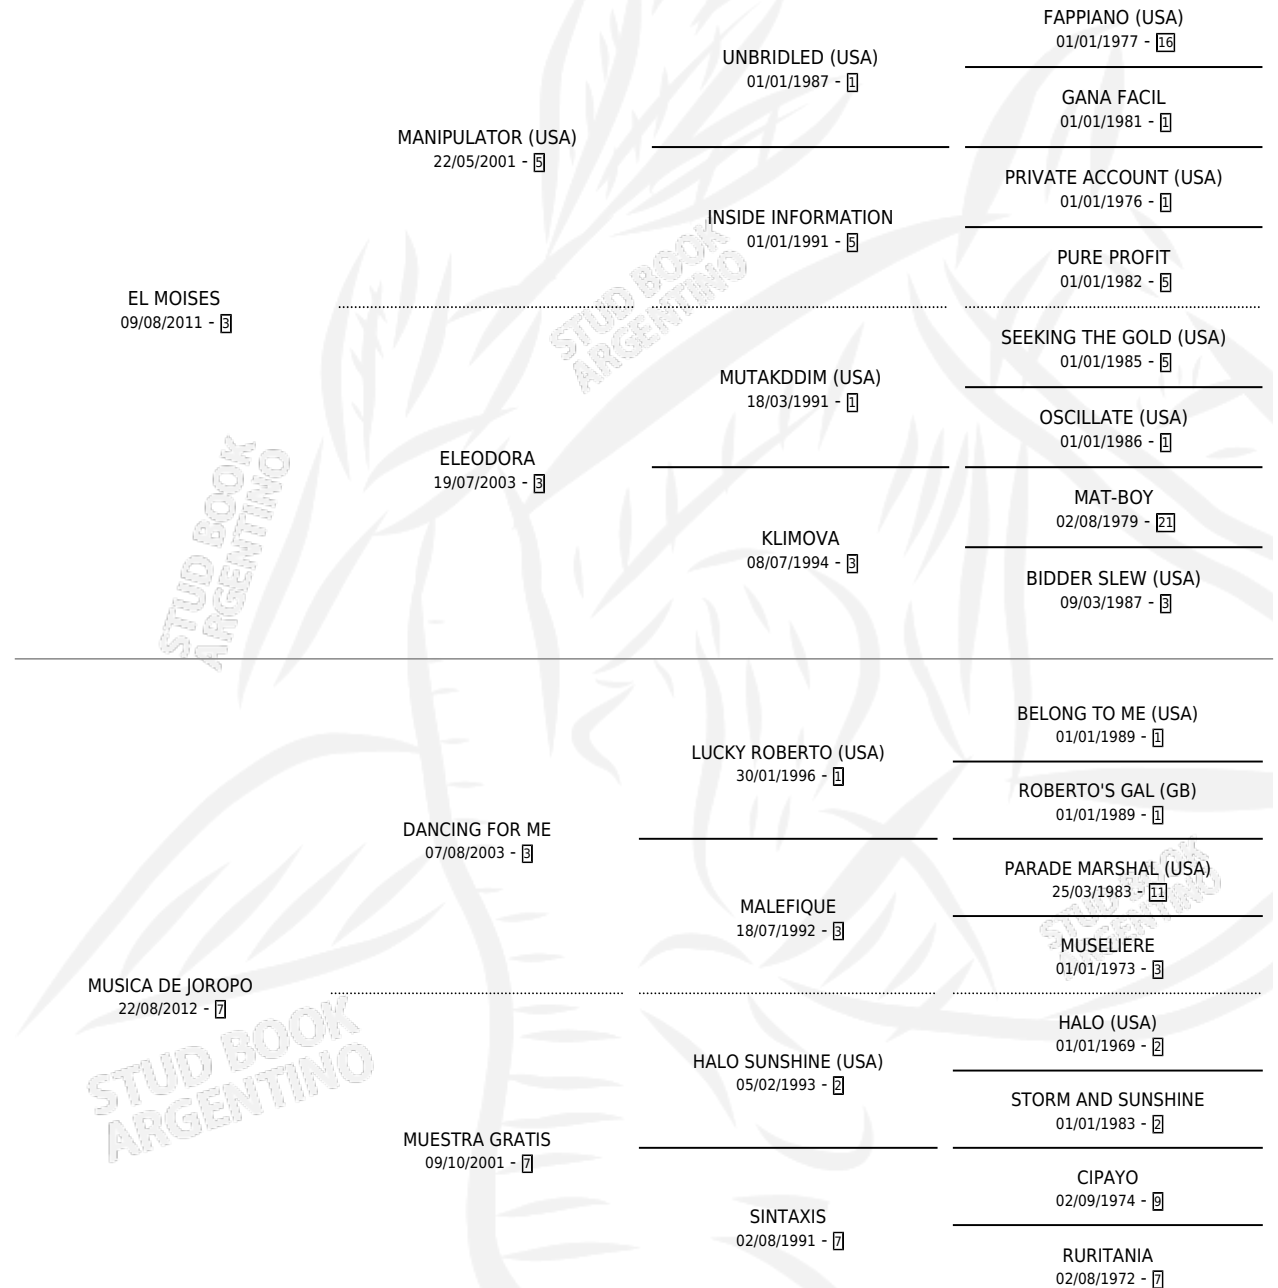 FAPPIANO (USA)
01/01/1977 - 16
UNBRIDLED (USA)
01/01/1987 - 1
GANA FACIL
01/01/1981 - 1
MANIPULATOR (USA)
22/05/2001 - 5
PRIVATE ACCOUNT (USA)
01/01/1976 - 1
INSIDE INFORMATION
01/01/1991 - 5
PURE PROFIT
01/01/1982 - 5
EL MOISES
09/08/2011 - 3
SEEKING THE GOLD (USA)
01/01/1985 - 5
MUTAKDDIM (USA)
18/03/1991 - 1
OSCILLATE (USA)
01/01/1986 - 1
ELEODORA
19/07/2003 - 3
MAT-BOY
02/08/1979 - 21
KLIMOVA
08/07/1994 - 3
BIDDER SLEW (USA)
09/03/1987 - 3
BELONG TO ME (USA)
01/01/1989 - 1
LUCKY ROBERTO (USA)
30/01/1996 - 1
ROBERTO'S GAL (GB)
01/01/1989 - 1
DANCING FOR ME
07/08/2003 - 3
PARADE MARSHAL (USA)
25/03/1983 - 11
MALEFIQUE
18/07/1992 - 3
MUSELIERE
01/01/1973 - 3
MUSICA DE JOROPO
22/08/2012 - 7
HALO (USA)
01/01/1969 - 2
HALO SUNSHINE (USA)
05/02/1993 - 2
STORM AND SUNSHINE
01/01/1983 - 2
MUESTRA GRATIS
09/10/2001 - 7
CIPAYO
02/09/1974 - 9
SINTAXIS
02/08/1991 - 7
RURITANIA
02/08/1972 - 7
STUD BOOK
ARGENTINO
STUD BOOK
ARGENTINO
STUD BOOK
ARGENTINO
STUD BOOK
ARGENTINO